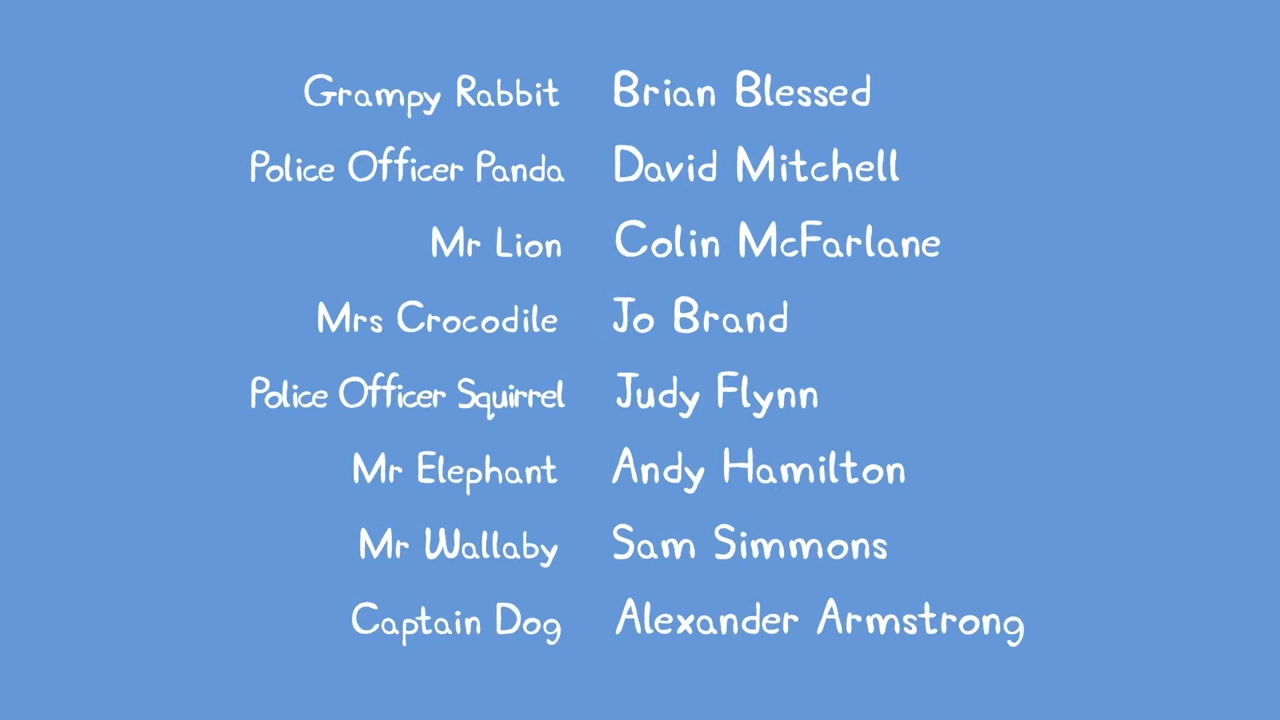 Grampy Rabbit Brian Blessed
Police Officer Panda David Mitchell
Mr Lion Colin McFarlane
Mrs Crocodile Jo Brand
Police Officer Squirrel Judy Flynn
Mr Elephant Andy Hamilton
Mr Wallaby Sam Simmons
Captain Dog Alexander Armstrong